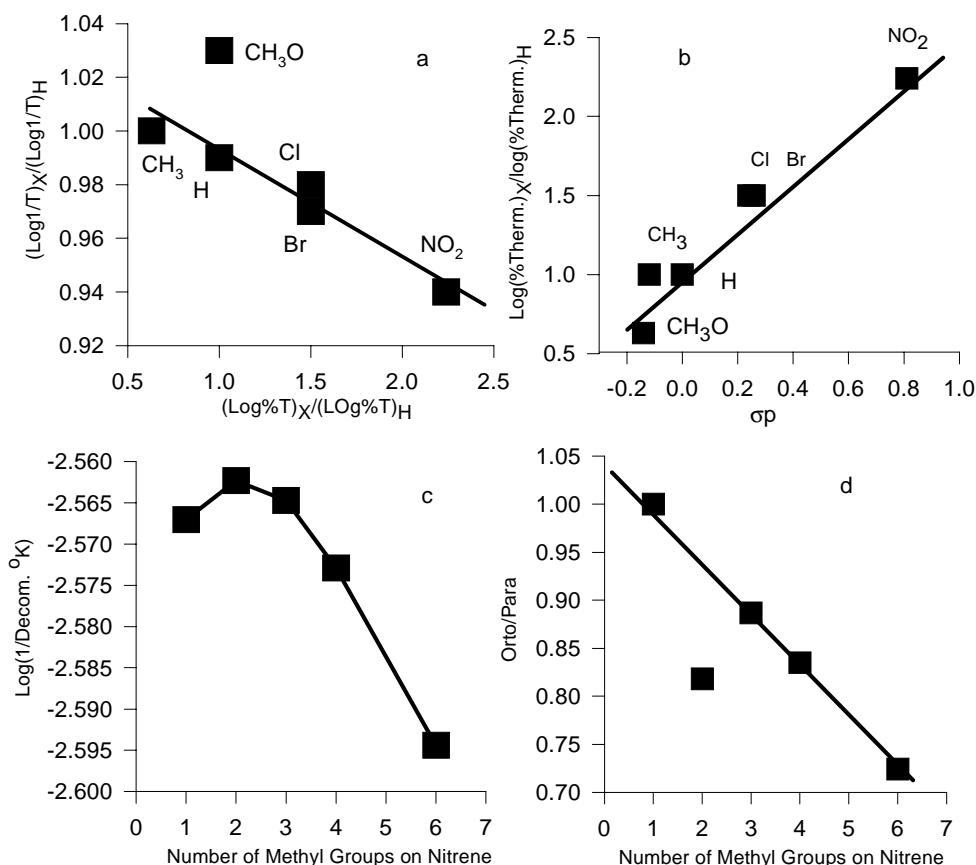 (Log1/T)X/(Log1/T)H
1.04
1.02
1.00
0.98
0.96
0.94
0.92
a
CH3O
CH3
H
Cl
Br
NO2
0.5 1.0 1.5 2.0 2.5
(Log%T)X/(LOg%T)H
Log(%Therm.)X/log(%Therm.)H
2.5
2.0
1.5
1.0
0.5
b
NO2
Cl Br
CH3
H
CH3O
-0.2 0.0 0.2 0.4 0.6 0.8 1.0
σp
Log(1/Decom. oK)
-2.560
-2.565
-2.570
-2.575
-2.580
-2.585
-2.590
-2.595
-2.600
c
0 1 2 3 4 5 6 7
Number of Methyl Groups on Nitrene
Orto/Para
1.05
1.00
0.95
0.90
0.85
0.80
0.75
0.70
d
0 1 2 3 4 5 6 7
Number of Methyl Groups on Nitrene